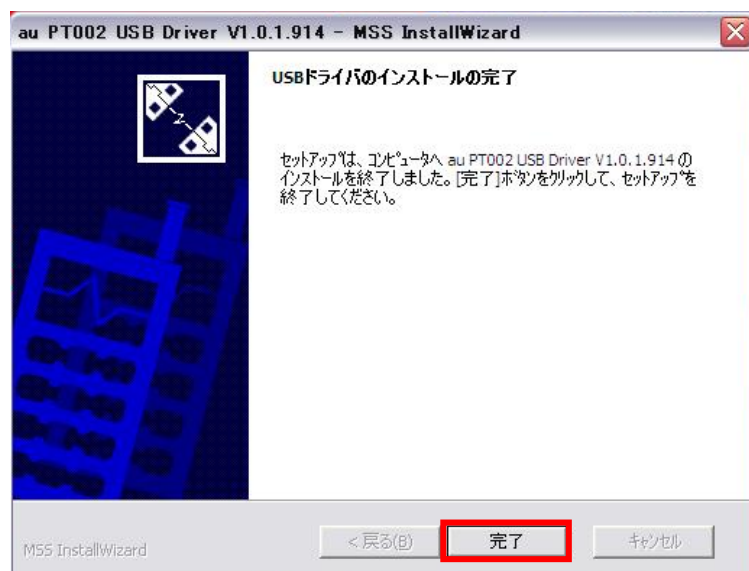 au PT002 USB Driver V1.0.1.914 - MSS InstallWizard
USBドライバのインストールの完了
Z
セットアップは、コンピュータへ au PT002 USB Driver V1.0.1.914 の
インストールを終了しました。[完了]ボタンをクリックして、セットアップを
終了してください。
MSS InstallWizard
< 戻る(B)
完了
キャンセル